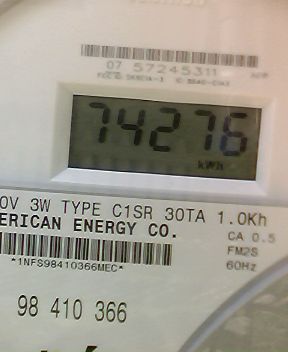 07 57245311
74276
kWh
0V 3W TYPE C1SR 30TA 1.0Kh
ERICAN ENERGY CO.
CA 0.5
FM2S
*1NFS98410366MEC*
60Hz
98 410 366